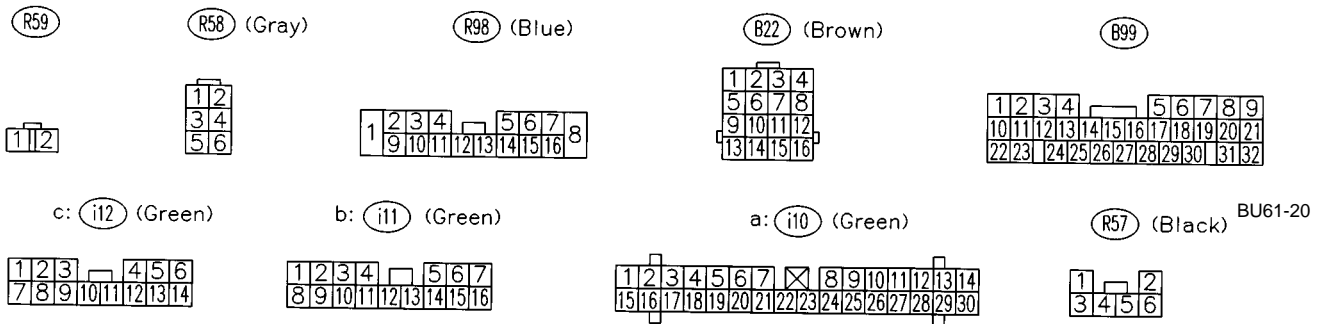 R59 R58 (Gray) R98 (Blue) B22 (Brown) B99
1 2
1 2
3 4
5 6
2 3 4 5 6 7
1 8
9 10 11 12 13 14 15 16
1 2 3 4
5 6 7 8
9 10 11 12
13 14 15 16
1 2 3 4 5 6 7 8 9
10 11 12 13 14 15 16 17 18 19 20 21
22 23 24 25 26 27 28 29 30 31 32
c: i12 (Green) b: i11 (Green) a: i10 (Green) R57 (Black) BU61-20
1 2 3 4 5 6
7 8 9 10 11 12 13 14
1 2 3 4 5 6 7
8 9 10 11 12 13 14 15 16
1 2 3 4 5 6 7 8 9 10 11 12 13 14
15 16 17 18 19 20 21 22 23 24 25 26 27 28 29 30
1 2
3 4 5 6